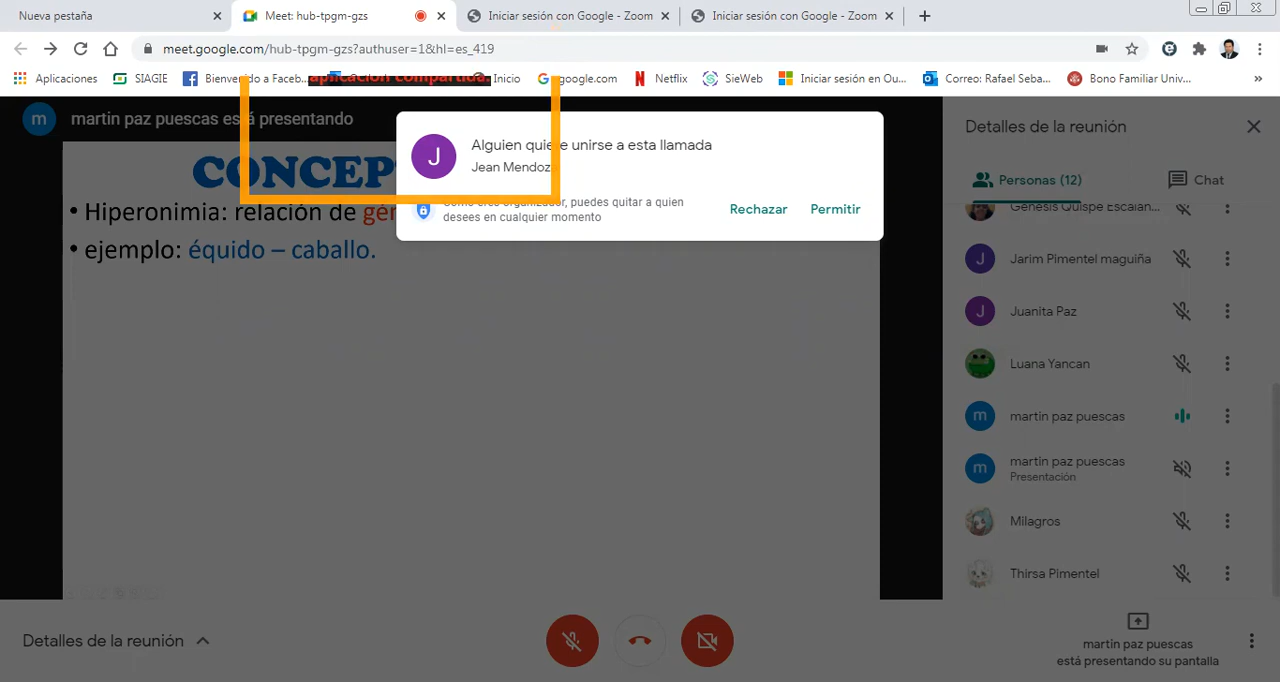 Nueva pestaña
Meet: hub-tpgm-gzs
Iniciar sesión con Google - Zoom
Iniciar sesión con Google - Zoom
meet.google.com/hub-tpgm-gzs?authuser=1&hl=es_419
Aplicaciones
SIAGIE
Bienvenido a Faceb...
aplicación compartida.
Inicio
google.com
Netflix
SieWeb
Iniciar sesión en Ou...
Correo: Rafael Seba...
Bono Familiar Univ...
m
martin paz puescas está presentando
CONCEP
• Hiperonimia: relación de
• ejemplo: équido – caballo.
J
Alguien quiere unirse a esta llamada
Jean Mendoza
Como eres organizador, puedes quitar a quien
desees en cualquier momento
Rechazar
Permitir
Detalles de la reunión
Personas (12)
Chat
Genesis Quispe Escalan...
J
Jarim Pimentel maguiña
J
Juanita Paz
Luana Yancan
m
martin paz puescas
m
martin paz puescas
Presentación
Milagros
Thirsa Pimentel
Detalles de la reunión
martin paz puescas
está presentando su pantalla